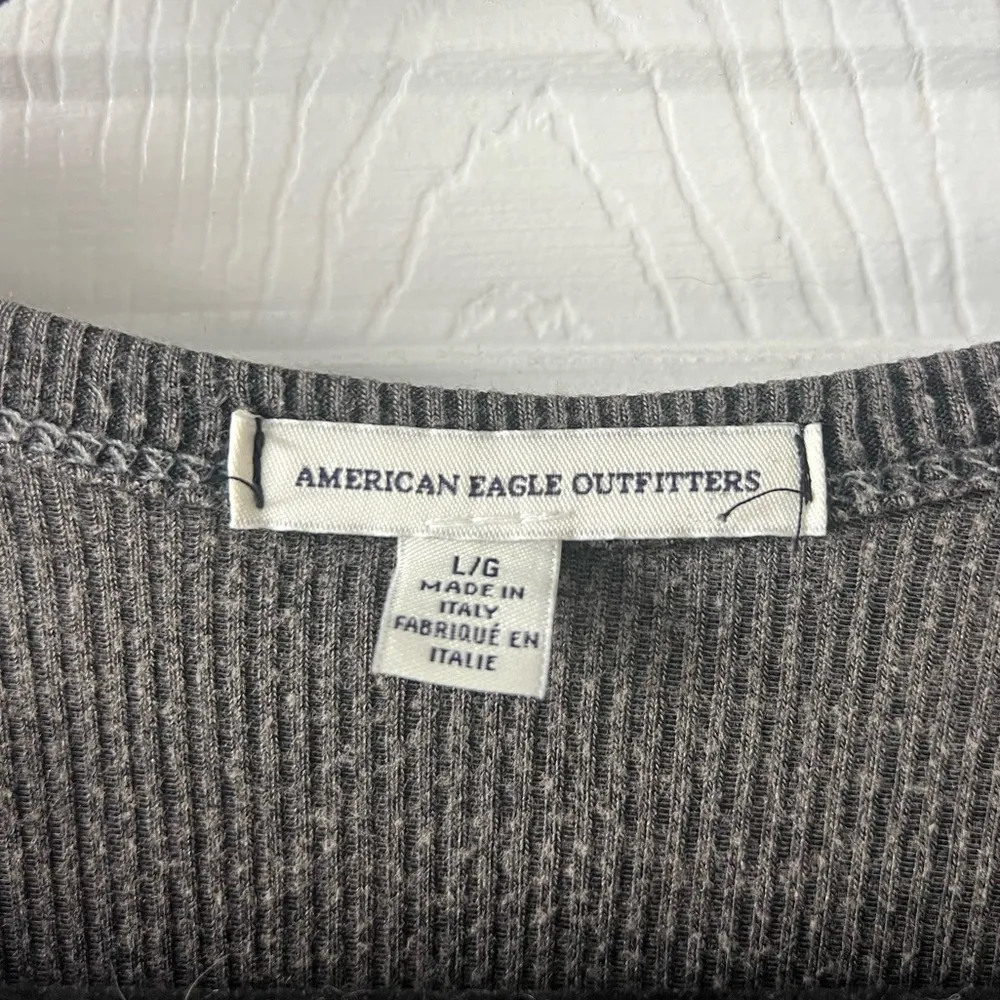 AMERICAN EAGLE OUTFITTERS
L/G
MADE IN
ITALY
FABRIQUÉ EN
ITALIE